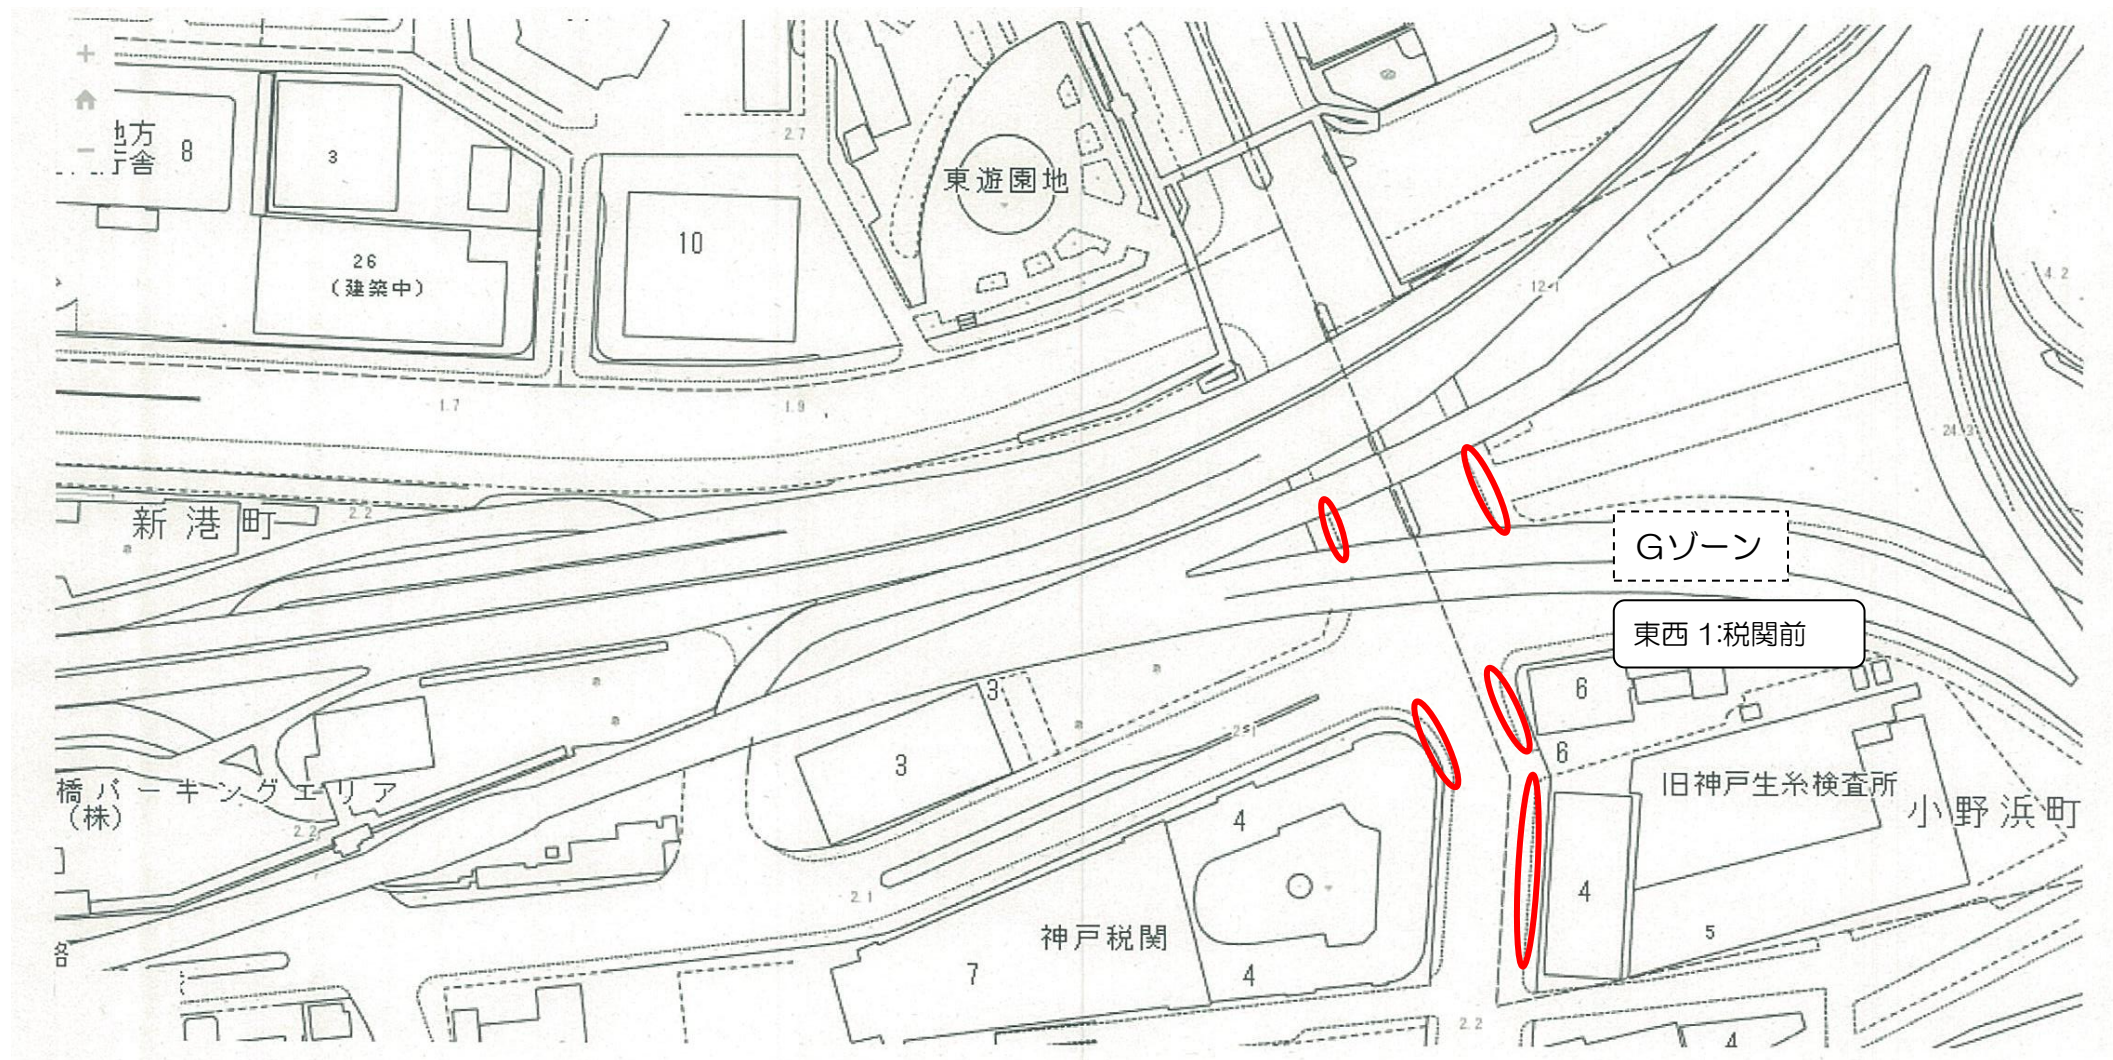 地方
庁舎
8
3
2.7
東遊園地
10
26
(建築中)
12.1
4.2
1.7
1.9
24.3
新港町
2.2
Gゾーン
東西 1:税関前
6
3
2.1
3
6
旧神戸生糸検査所
小野浜町
橋パーキングエリア
(株)
2.2
4
4
2.1
神戸税関
5
7
4
2.2
4